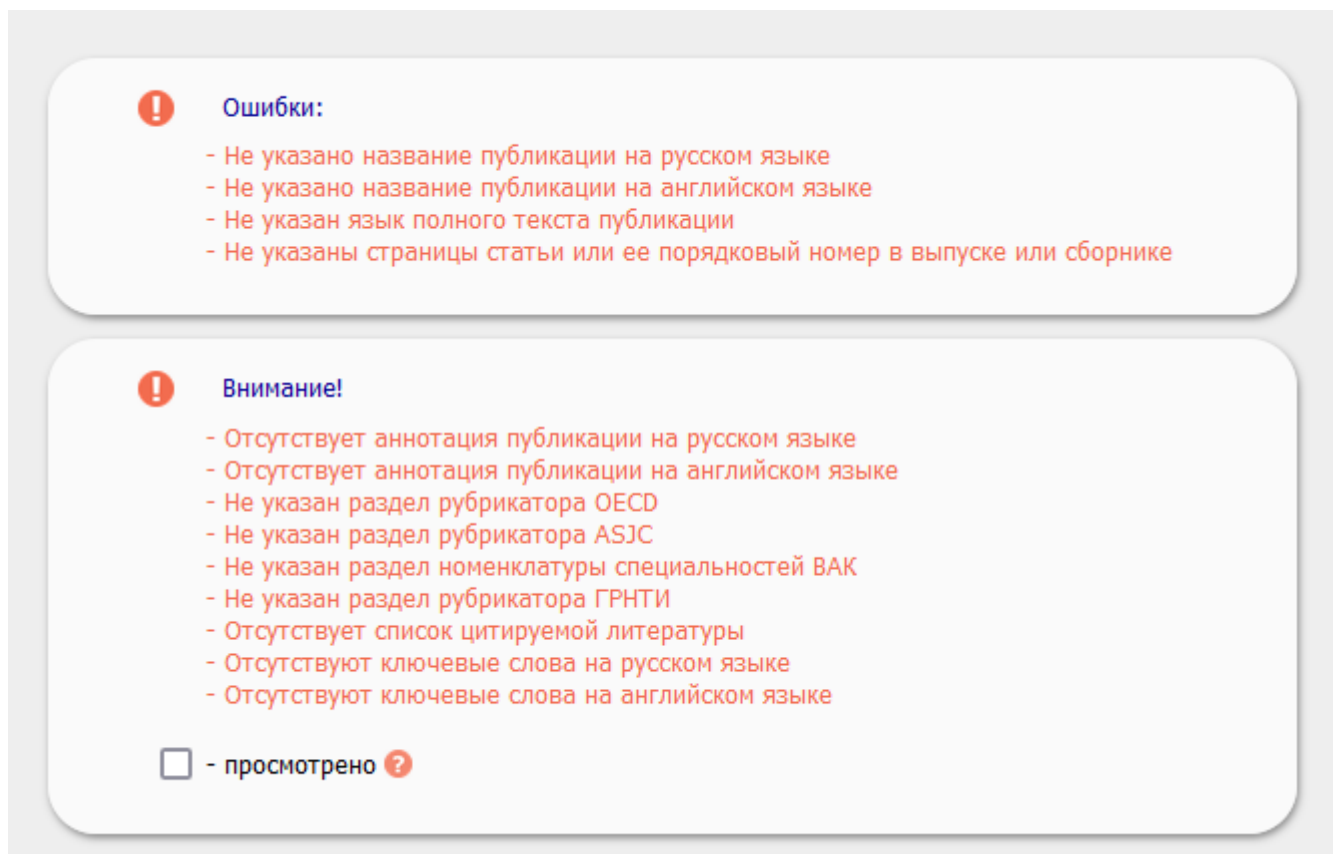 Ошибки:
- Не указано название публикации на русском языке
- Не указано название публикации на английском языке
- Не указан язык полного текста публикации
- Не указаны страницы статьи или ее порядковый номер в выпуске или сборнике
Внимание!
- Отсутствует аннотация публикации на русском языке
- Отсутствует аннотация публикации на английском языке
- Не указан раздел рубрикатора OECD
- Не указан раздел рубрикатора ASJC
- Не указан раздел номенклатуры специальностей ВАК
- Не указан раздел рубрикатора ГРНТИ
- Отсутствует список цитируемой литературы
- Отсутствуют ключевые слова на русском языке
- Отсутствуют ключевые слова на английском языке
- просмотрено ?